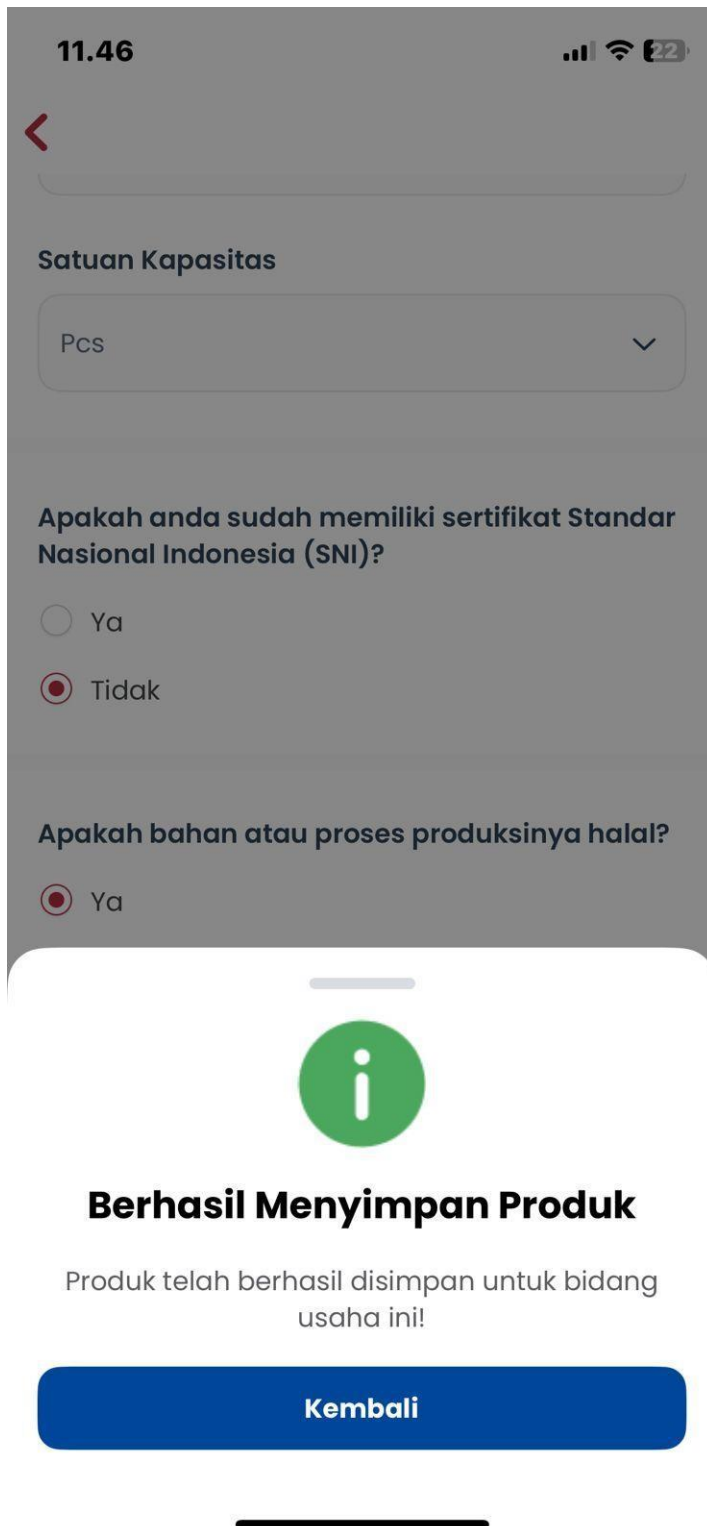 11.46
22
Satuan Kapasitas
Pcs
Apakah anda sudah memiliki sertifikat Standar
Nasional Indonesia (SNI)?
Ya
Tidak
Apakah bahan atau proses produksinya halal?
Ya
Berhasil Menyimpan Produk
Produk telah berhasil disimpan untuk bidang
usaha ini!
Kembali